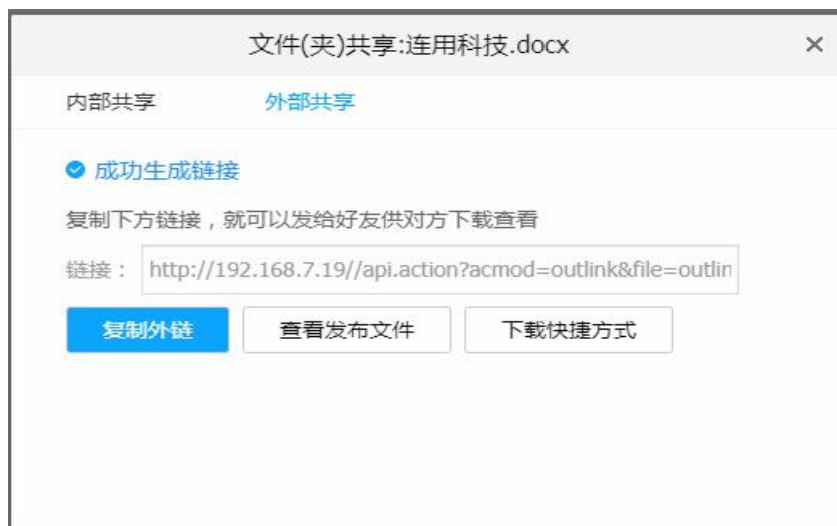 文件(夹)共享:连用科技.docx
内部共享 外部共享
成功生成链接
复制下方链接，就可以发给好友供对方下载查看
链接： http://192.168.7.19//api.action?acmod=outlink&file=outlin
复制外链 查看发布文件 下载快捷方式